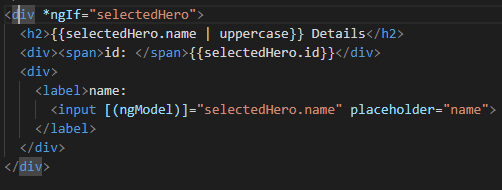 <div *ngIf="selectedHero">
  <h2>{{selectedHero.name | uppercase}} Details</h2>
  <div><span>id: </span>{{selectedHero.id}}</div>
  <div>
    <label>name:
      <input [(ngModel)]="selectedHero.name" placeholder="name">
    </label>
  </div>
</div>